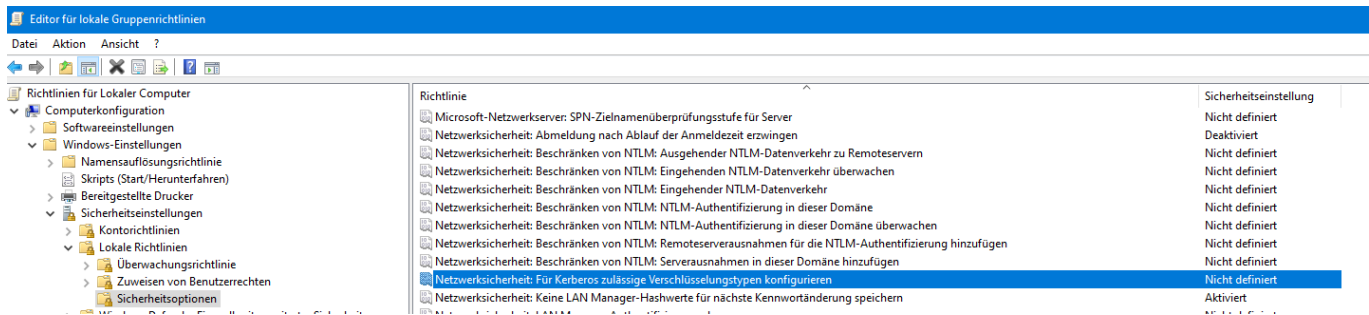 Editor für lokale Gruppenrichtlinien
Datei Aktion Ansicht ?
Richtlinien für Lokaler Computer
Computerkonfiguration
Softwareeinstellungen
Windows-Einstellungen
Namensauflösungsrichtlinie
Skripts (Start/Herunterfahren)
Bereitgestellte Drucker
Sicherheitseinstellungen
Kontorichtlinien
Lokale Richtlinien
Überwachungsrichtlinie
Zuweisen von Benutzerrechten
Sicherheitsoptionen
Richtlinie Sicherheitseinstellung
Microsoft-Netzwerkserver: SPN-Zielnamenüberprüfungsstufe für Server Nicht definiert
Netzwerksicherheit: Abmeldung nach Ablauf der Anmeldezeit erzwingen Deaktiviert
Netzwerksicherheit: Beschränken von NTLM: Ausgehender NTLM-Datenverkehr zu Remoteservern Nicht definiert
Netzwerksicherheit: Beschränken von NTLM: Eingehenden NTLM-Datenverkehr überwachen Nicht definiert
Netzwerksicherheit: Beschränken von NTLM: Eingehender NTLM-Datenverkehr Nicht definiert
Netzwerksicherheit: Beschränken von NTLM: NTLM-Authentifizierung in dieser Domäne Nicht definiert
Netzwerksicherheit: Beschränken von NTLM: NTLM-Authentifizierung in dieser Domäne überwachen Nicht definiert
Netzwerksicherheit: Beschränken von NTLM: Remoteserverausnahmen für die NTLM-Authentifizierung hinzufügen Nicht definiert
Netzwerksicherheit: Beschränken von NTLM: Serverausnahmen in dieser Domäne hinzufügen Nicht definiert
Netzwerksicherheit: Für Kerberos zulässige Verschlüsselungstypen konfigurieren Nicht definiert
Netzwerksicherheit: Keine LAN Manager-Hashwerte für nächste Kennwortänderung speichern Aktiviert